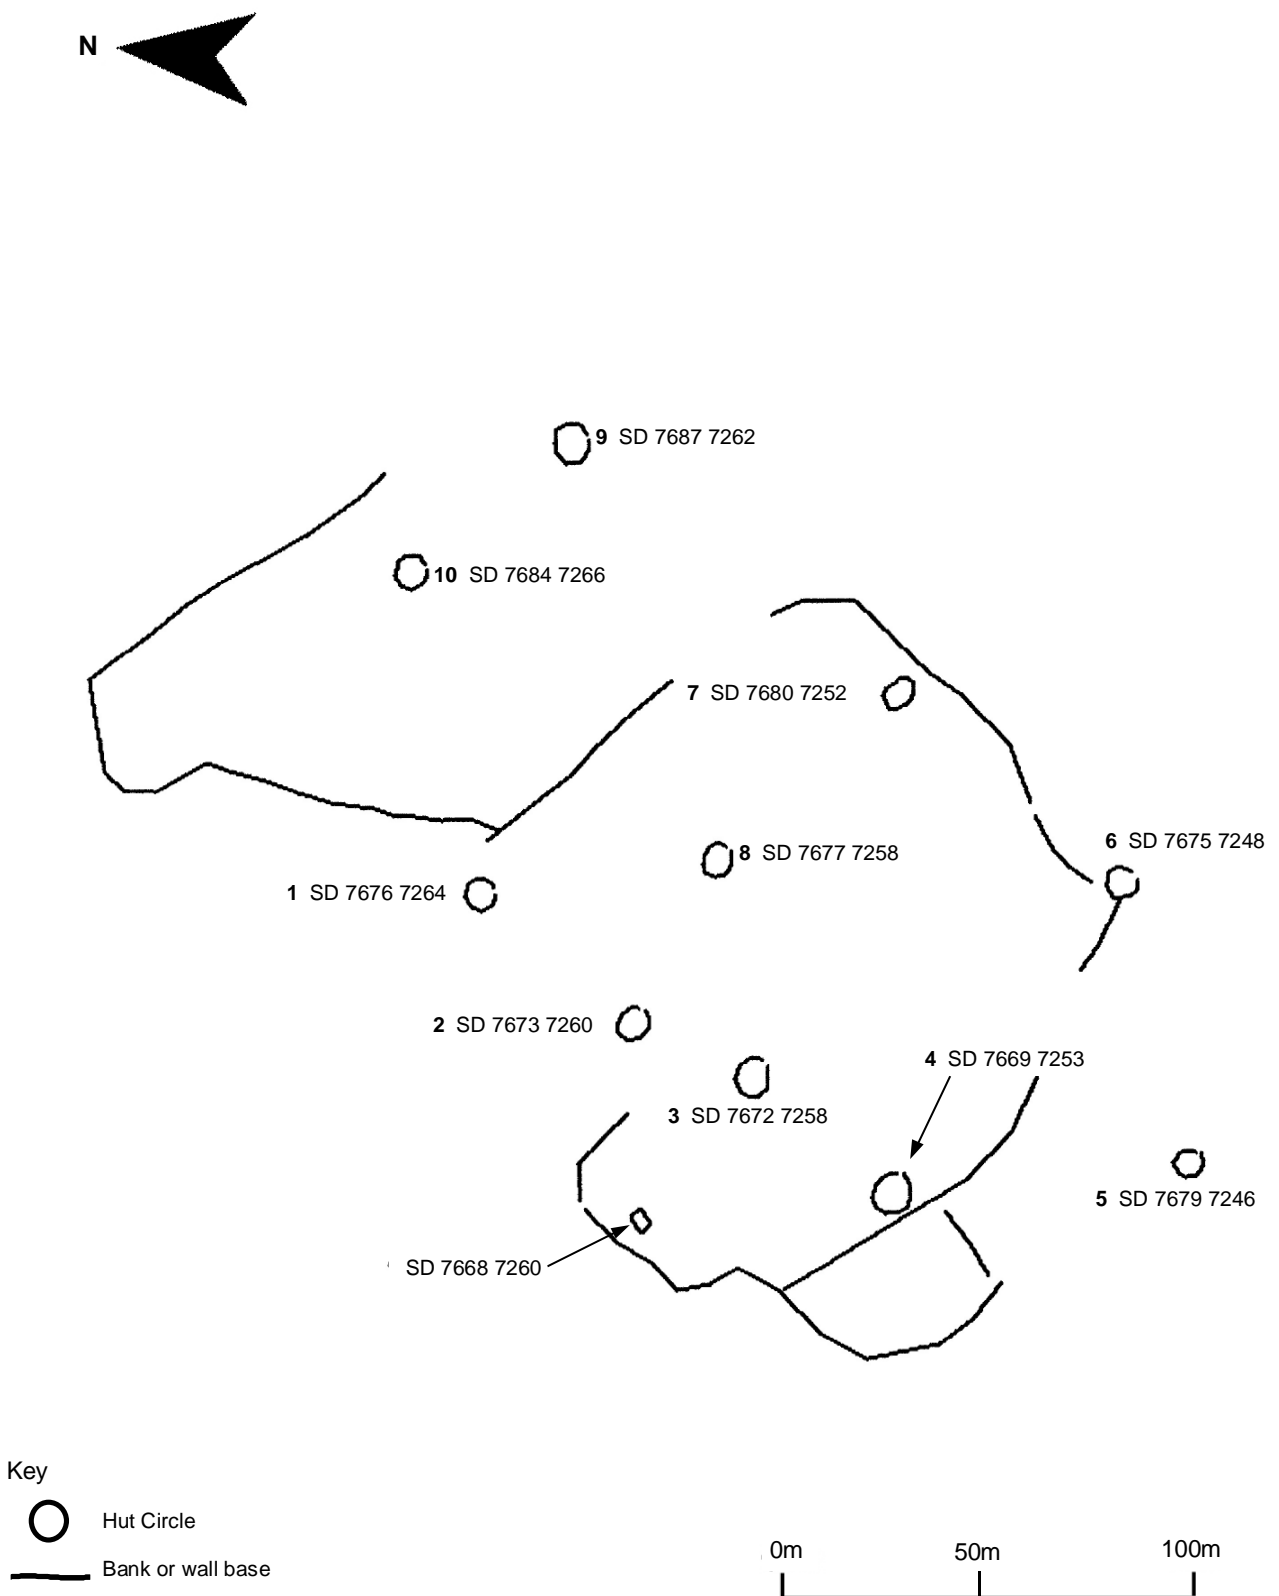 N
9 SD 7687 7262
10 SD 7684 7266
7 SD 7680 7252
6 SD 7675 7248
8 SD 7677 7258
1 SD 7676 7264
2 SD 7673 7260
4 SD 7669 7253
3 SD 7672 7258
5 SD 7679 7246
SD 7668 7260
Key
Hut Circle
Bank or wall base
0m 50m 100m